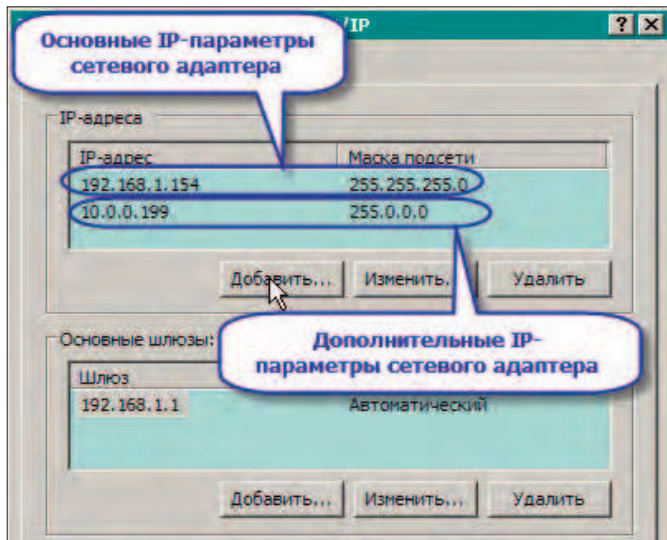 /IP
Основные IP-параметры
сетевого адаптера
IP-адреса
IP-адрес Маска подсети
192.168.1.154 255.255.255.0
10.0.0.199 255.0.0.0
Добавить... Изменить... Удалить
Дополнительные IP-
параметры сетевого адаптера
Основные шлюзы:
Шлюз
192.168.1.1 Автоматический
Добавить... Изменить... Удалить